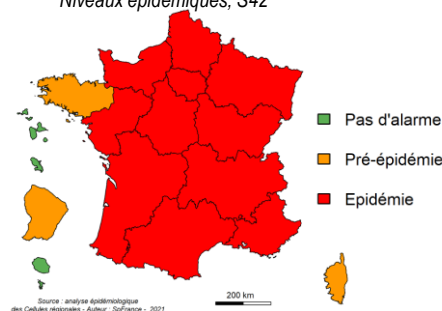 Niveaux épidémiques, S42
Pas d'alarme
Pré-épidémie
Epidémie
200 km
Source : analyse épidémiologique
des Cellules régionales - Auteur : SpFrance - 2021